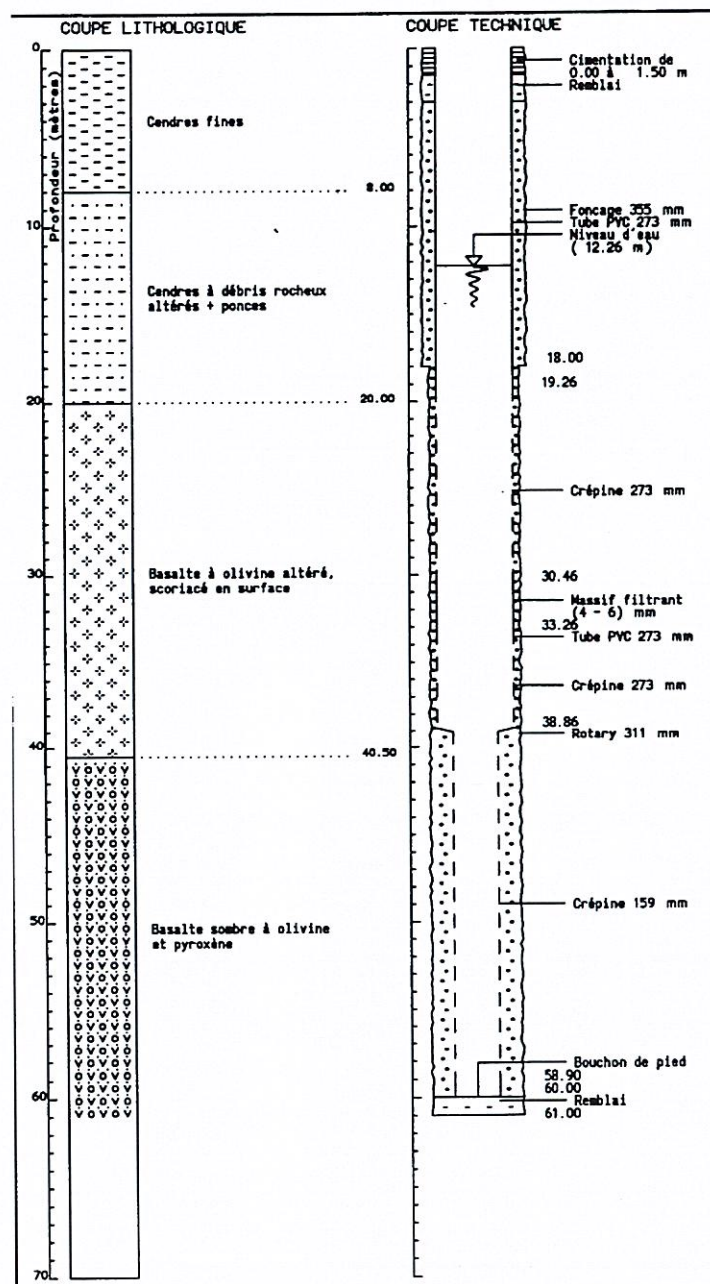 COUPE LITHOLOGIQUE
COUPE TECHNIQUE
Profondeur (mètres)
0
10
20
30
40
50
60
70
Cendres fines
8.00
Cendres à débris rocheux
altérés + ponces
20.00
Basalte à olivine altéré,
scoriacé en surface
40.50
Basalte sombre à olivine
et pyroxène
Cimentation de
0.00 à 1.50 m
Remblai
Foncage 355 mm
Tube PYC 273 mm
Niveau d'eau
( 12.26 m)
18.00
19.26
Crépine 273 mm
30.46
Massif filtrant
(4 - 6) mm
33.26
Tube PYC 273 mm
Crépine 273 mm
38.86
Rotary 311 mm
Crépine 159 mm
Bouchon de pied
58.90
60.00
Remblai
61.00